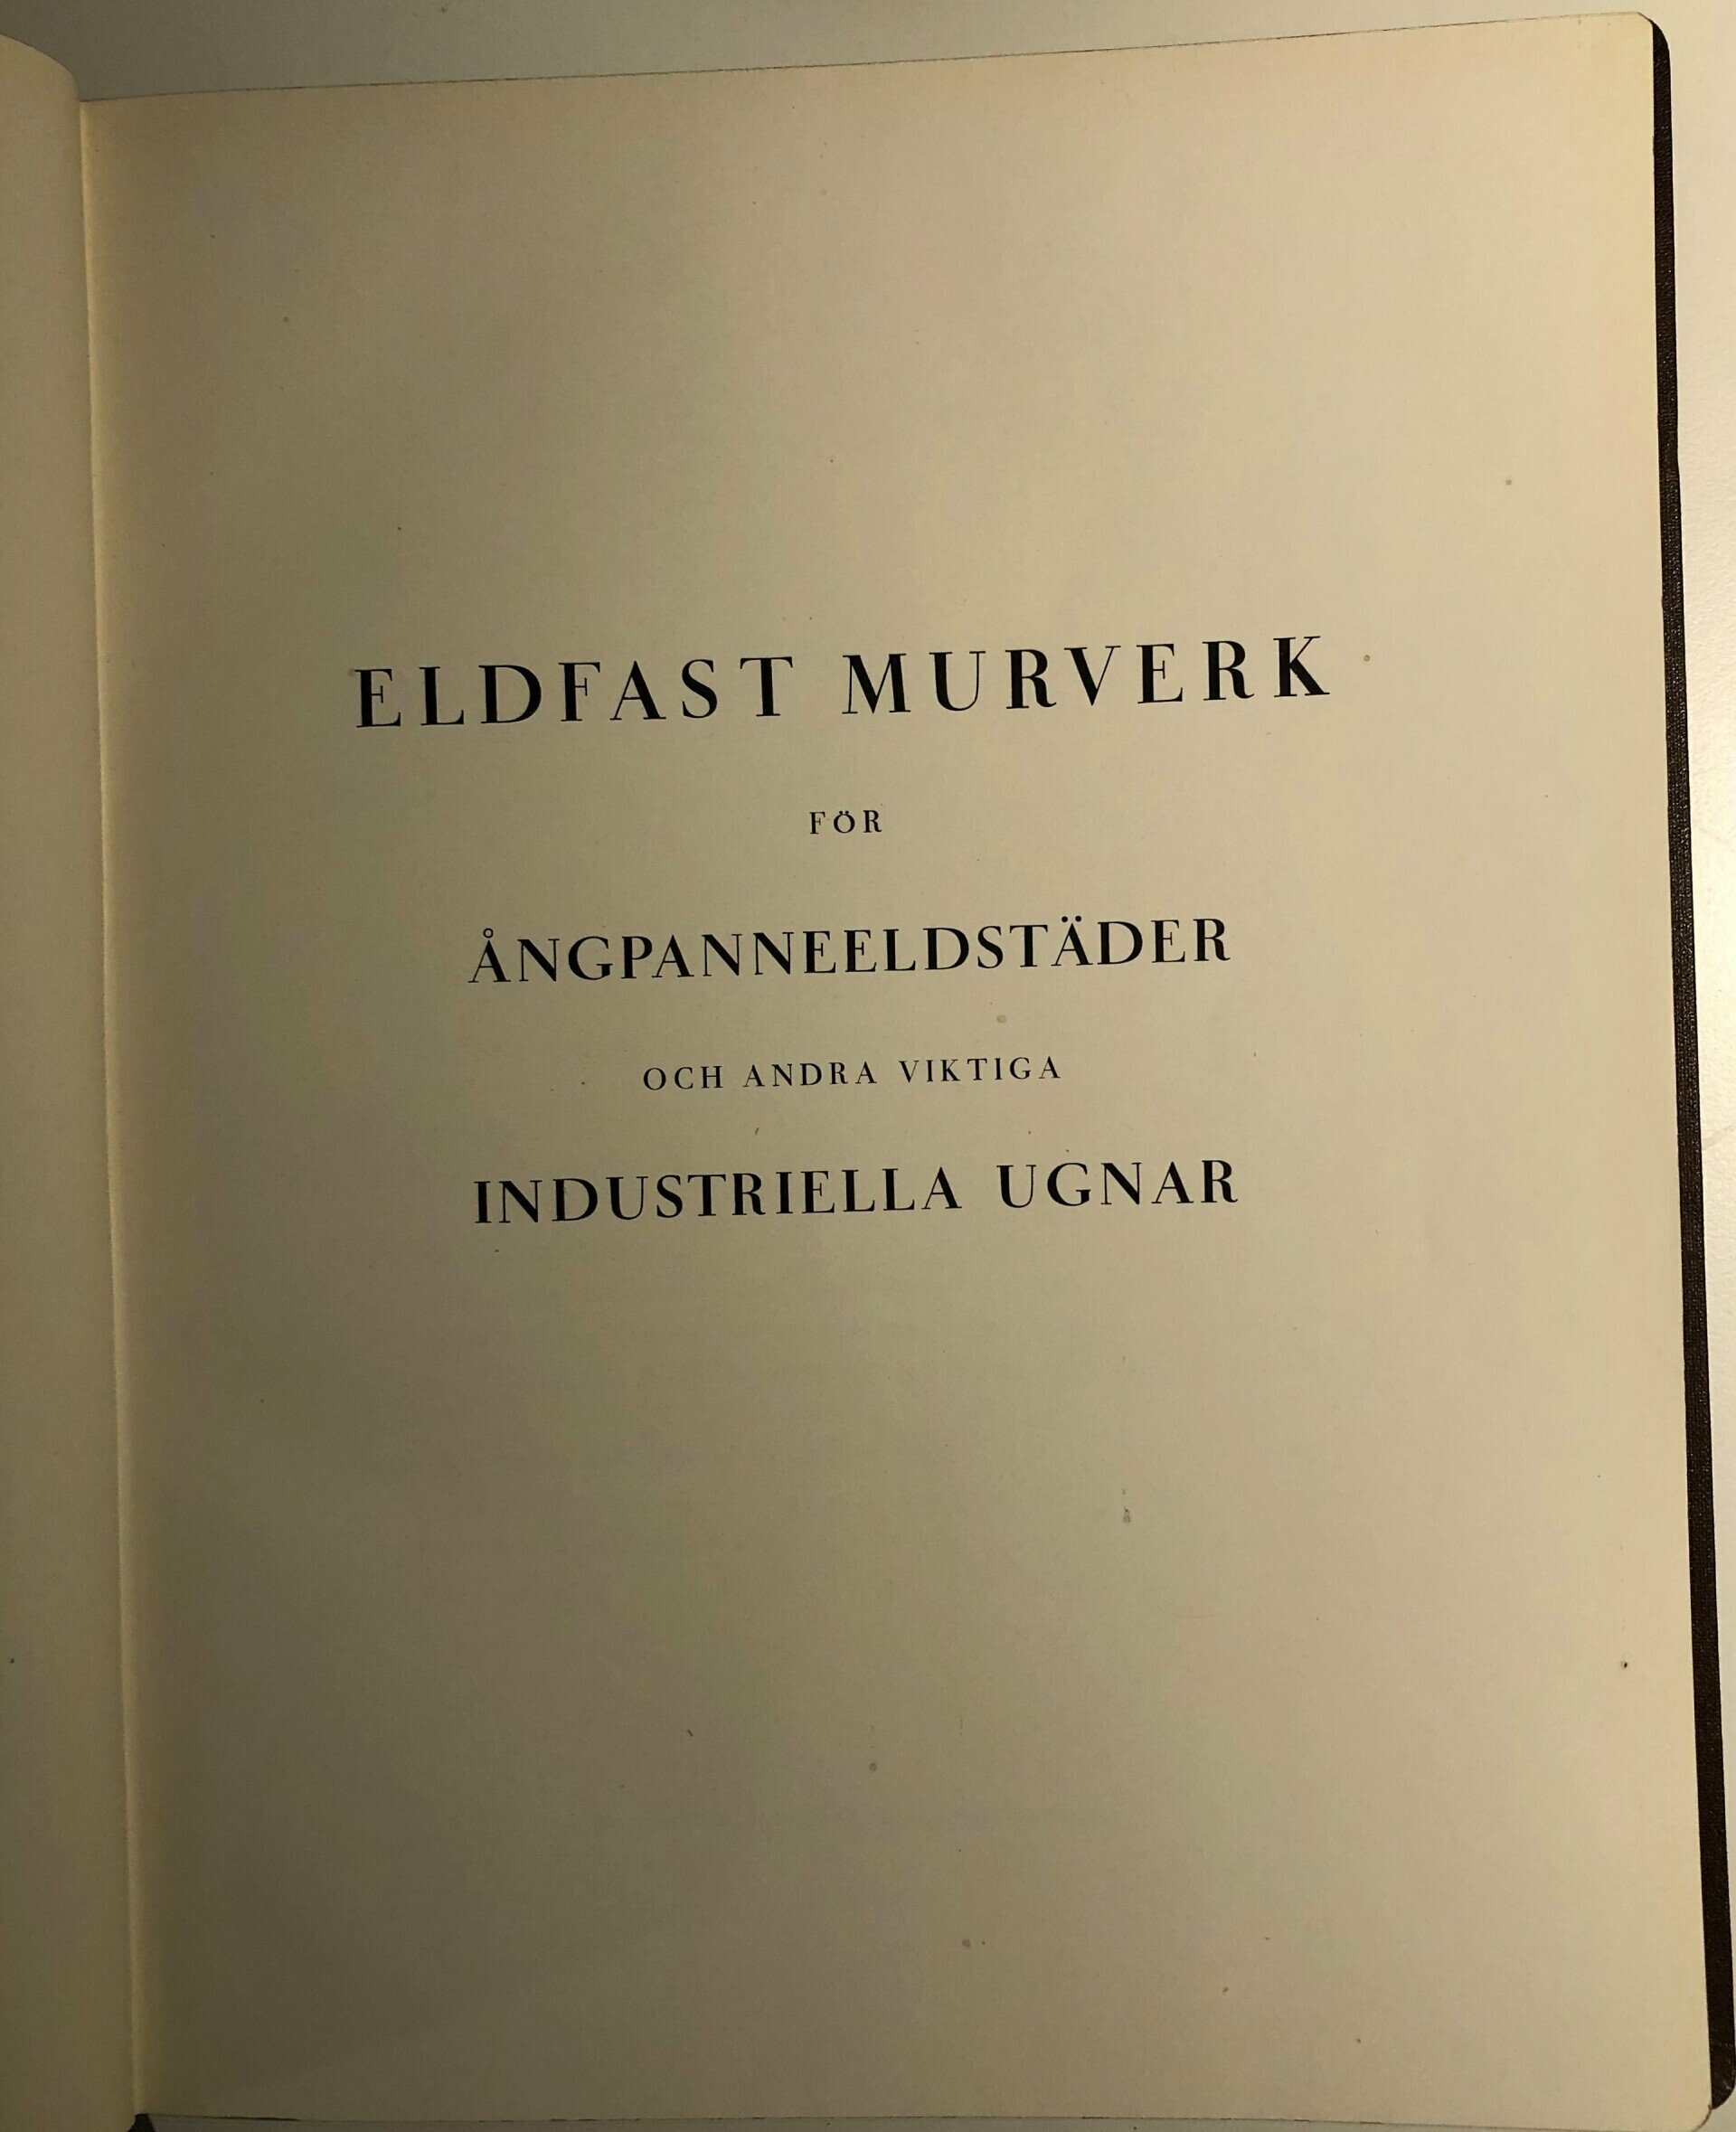 ELDFAST MURVERK
FÖR
ÅNGPANNEELDSTÄDER
OCH ANDRA VIKTIGA
INDUSTRIELLA UGNAR